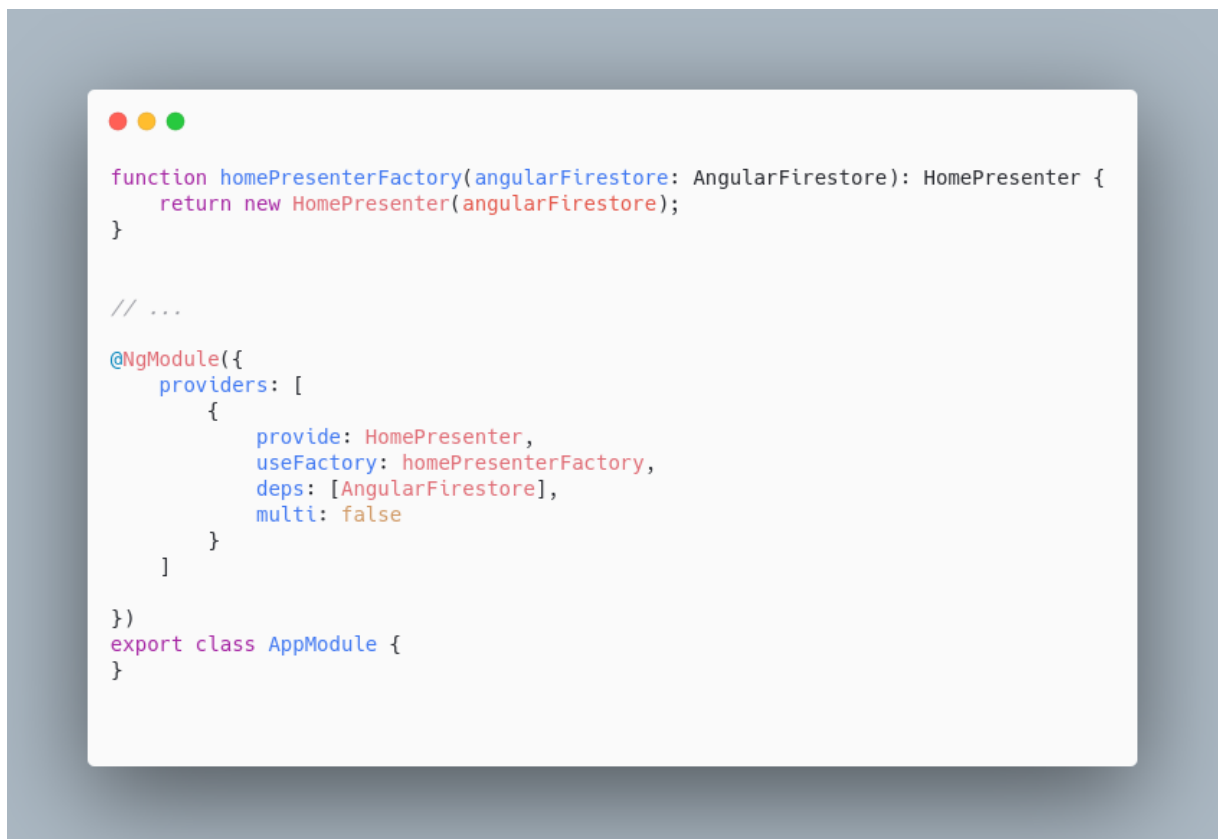 function homePresenterFactory(angularFirestore: AngularFirestore): HomePresenter {
    return new HomePresenter(angularFirestore);
}
// ...
@NgModule({
    providers: [
        {
            provide: HomePresenter,
            useFactory: homePresenterFactory,
            deps: [AngularFirestore],
            multi: false
        }
    ]
})
export class AppModule {
}